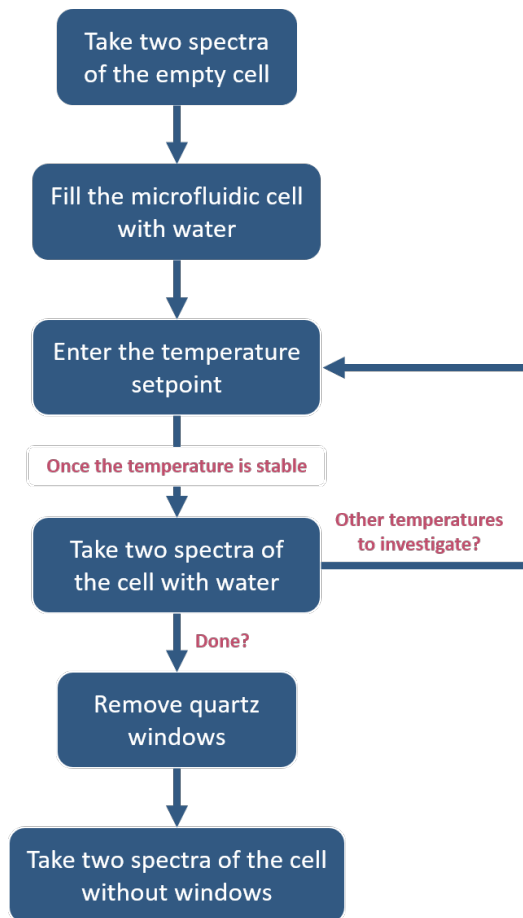 Take two spectra
of the empty cell
Fill the microfluidic cell
with water
Enter the temperature
setpoint
Once the temperature is stable
Take two spectra of
the cell with water
Other temperatures
to investigate?
Done?
Remove quartz
windows
Take two spectra of the cell
without windows